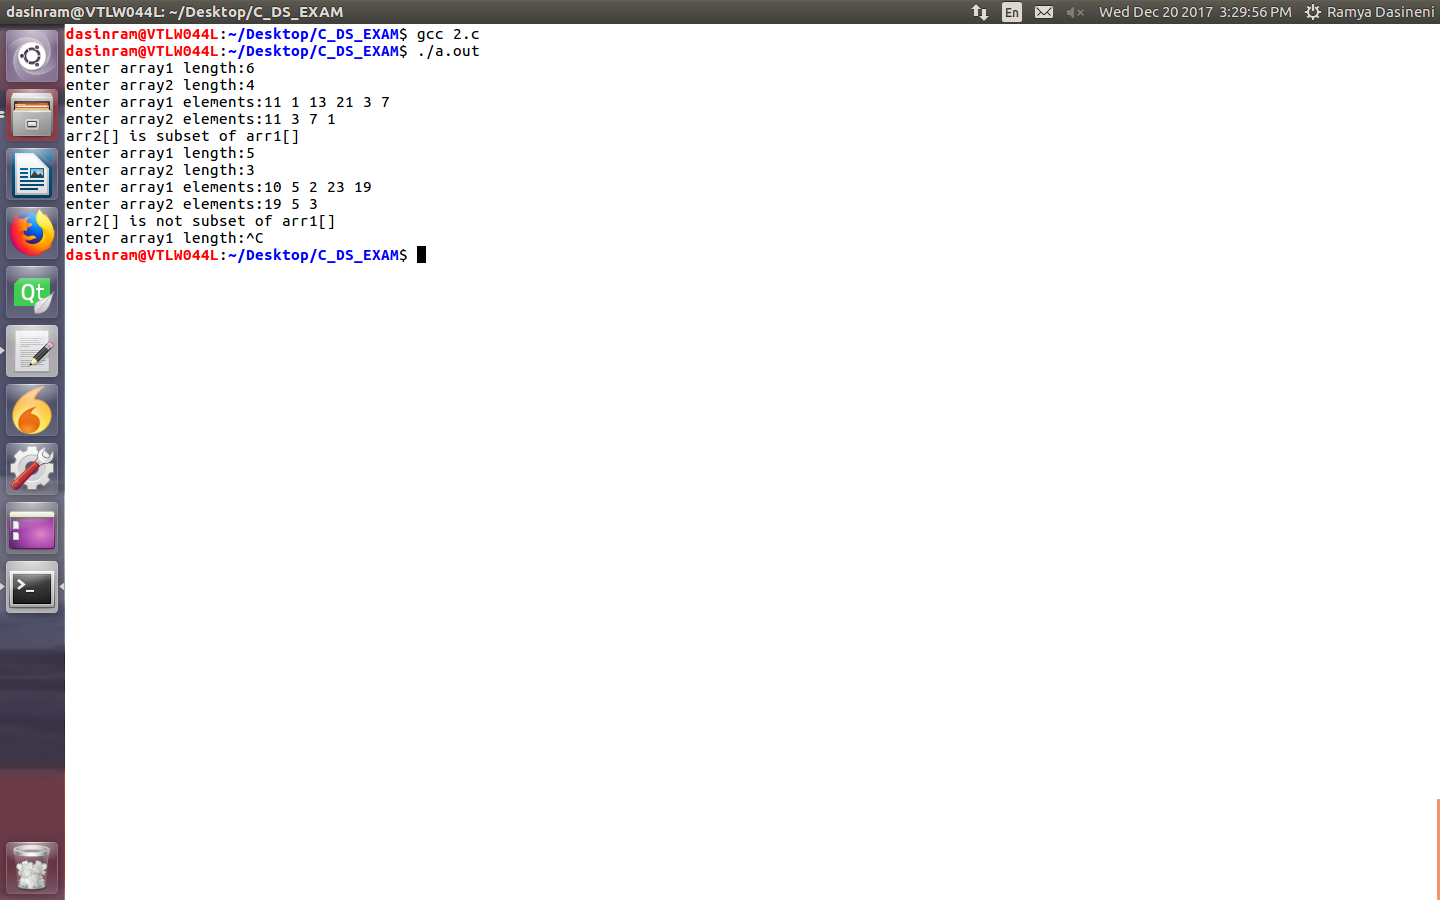 dasinram@VTLW044L: ~/Desktop/C_DS_EXAM
En
Wed Dec 20 2017 3:29:56 PM
Ramya Dasineni
dasinram@VTLW044L:~/Desktop/C_DS_EXAM$ gcc 2.c
dasinram@VTLW044L:~/Desktop/C_DS_EXAM$ ./a.out
enter array1 length:6
enter array2 length:4
enter array1 elements:11 1 13 21 3 7
enter array2 elements:11 3 7 1
arr2[] is subset of arr1[]
enter array1 length:5
enter array2 length:3
enter array1 elements:10 5 2 23 19
enter array2 elements:19 5 3
arr2[] is not subset of arr1[]
enter array1 length:^C
dasinram@VTLW044L:~/Desktop/C_DS_EXAM$
Qt
>_